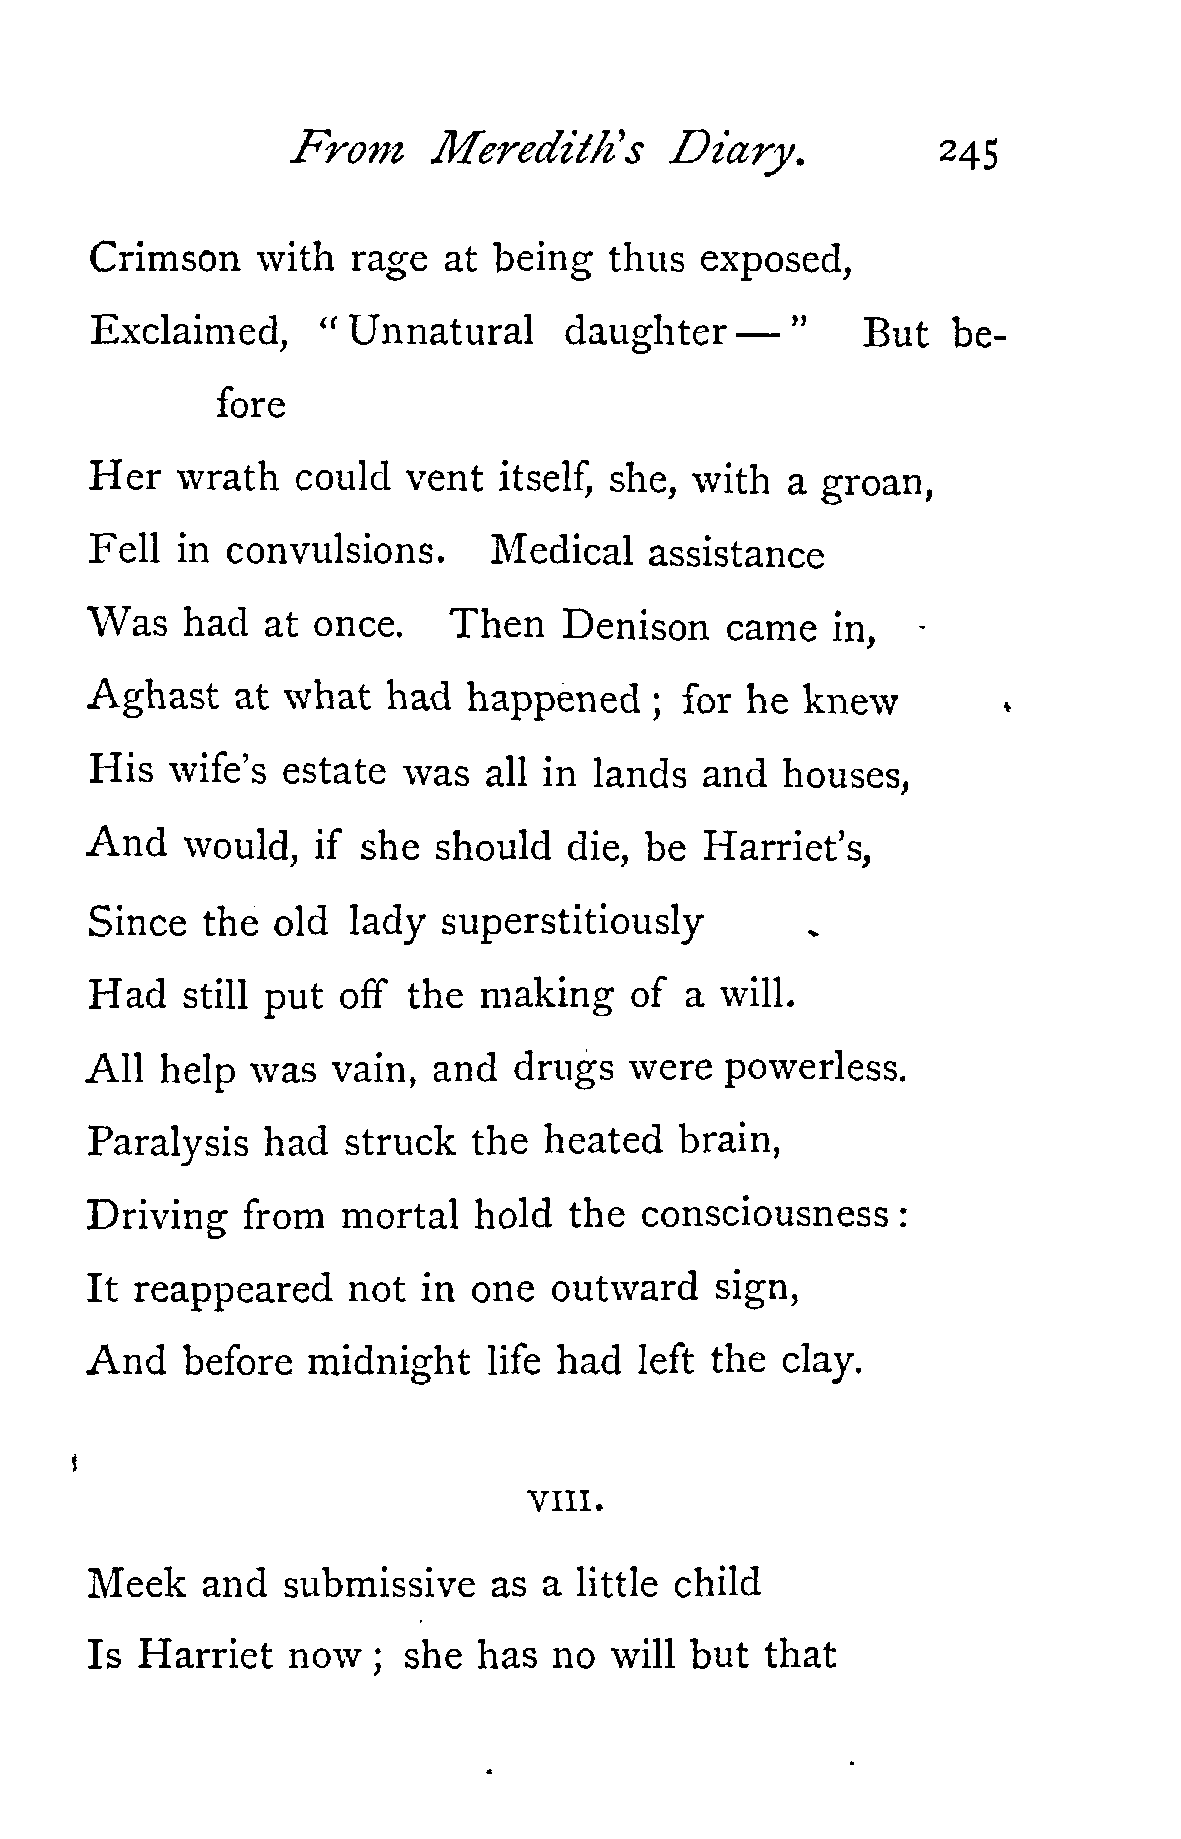 From Meredith's Diary. 245
Crimson with rage at being thus exposed,
Exclaimed, “ Unnatural daughter — ” But be-
fore
Her wrath could vent itself, she, with a groan,
Fell in convulsions. Medical assistance
Was had at once. Then Denison came in,
Aghast at what had happened ; for he knew
His wife's estate was all in lands and houses,
And would, if she should die, be Harriet's,
Since the old lady superstitiously
Had still put off the making of a will.
All help was vain, and drugs were powerless.
Paralysis had struck the heated brain,
Driving from mortal hold the consciousness :
It reappeared not in one outward sign,
And before midnight life had left the clay.
VIII.
Meek and submissive as a little child
Is Harriet now ; she has no will but that